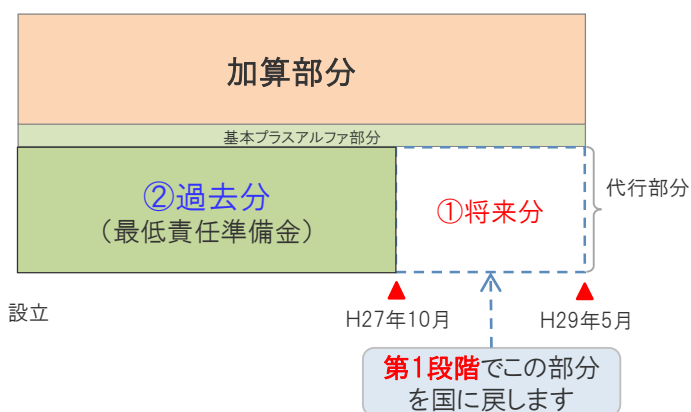 加算部分
基本プラスアルファ部分
②過去分
（最低責任準備金）
①将来分
代行部分
設立
H27年10月
H29年5月
第1段階でこの部分
を国に戻します